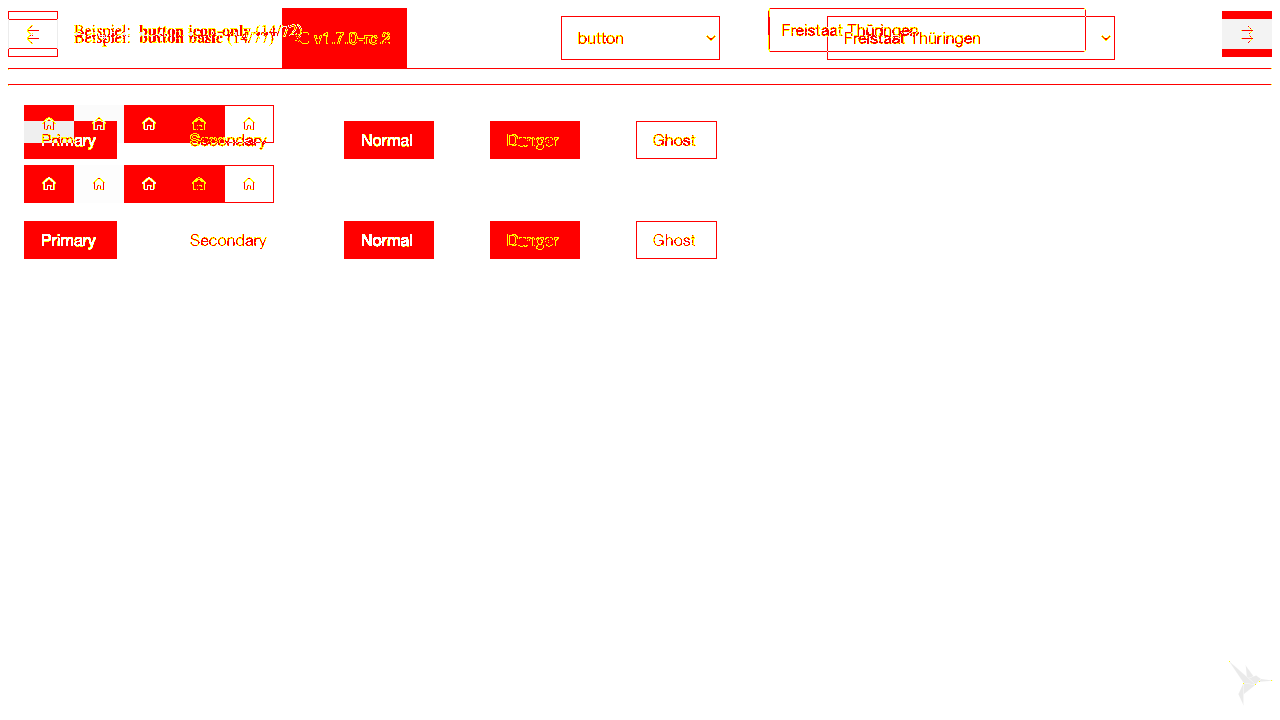 Beispiel: button icon-only (14/72)
Beispiel: button basic (14/77)
C v1.7.0-rc.2
button
Freistaat Thüringen
Freistaat Thüringen
Primary Secondary Normal Danger Ghost
Primary Secondary Normal Danger Ghost